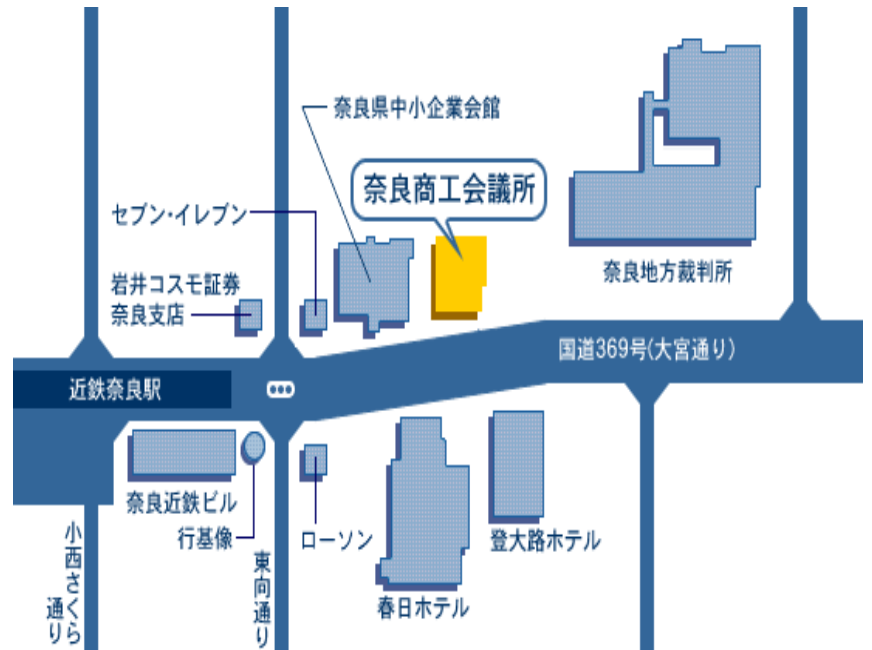 奈良県中小企業会館
奈良商工会議所
セブン・イレブン
奈良地方裁判所
岩井コスモ証券
奈良支店
国道369号(大宮通り)
近鉄奈良駅
奈良近鉄ビル
行基像
ローソン
登大路ホテル
春日ホテル
小西さくら
通り
東向通り